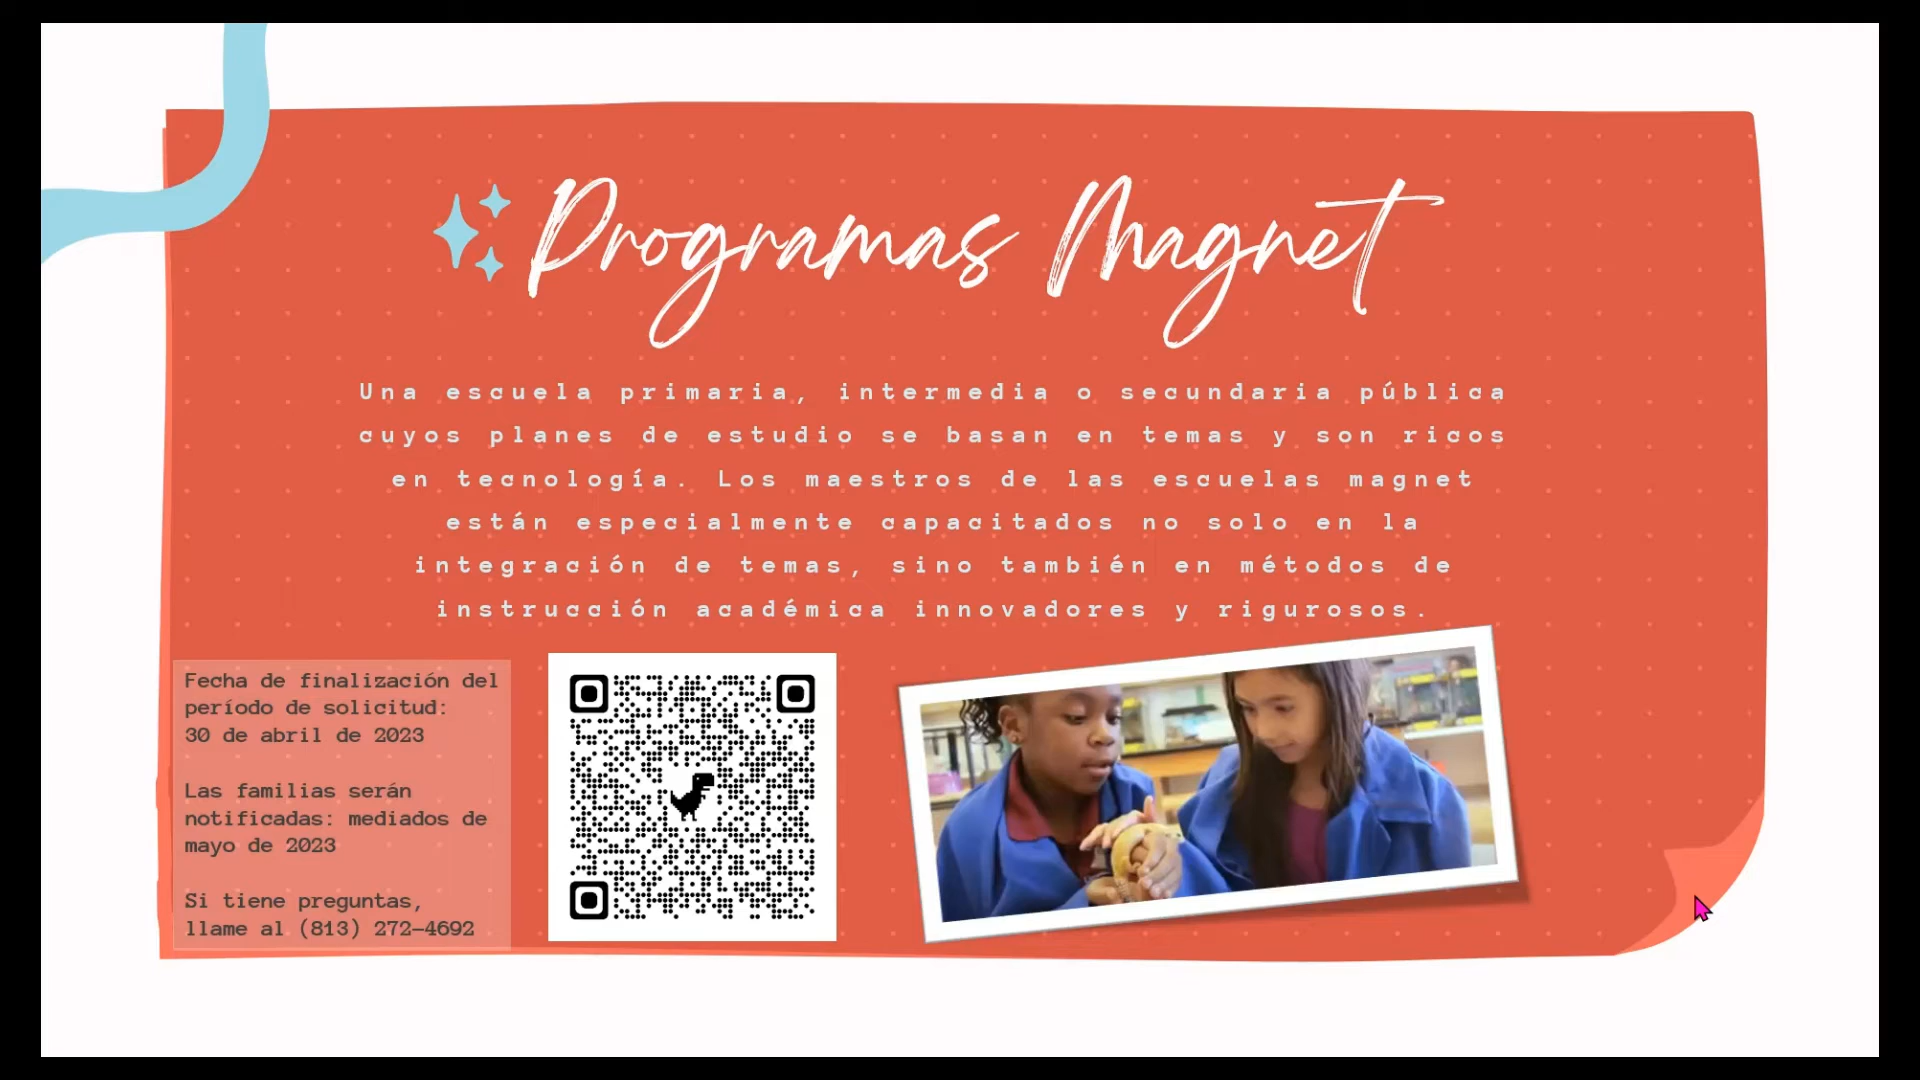 Programas Magnet
Una escuela primaria, intermedia o secundaria pública
cuyos planes de estudio se basan en temas y son ricos
en tecnología. Los maestros de las escuelas magnet
están especialmente capacitados no solo en la
integración de temas, sino también en métodos de
instrucción académica innovadores y rigurosos.
Fecha de finalización del
período de solicitud:
30 de abril de 2023
Las familias serán
notificadas: mediados de
mayo de 2023
Si tiene preguntas,
llame al (813) 272-4692